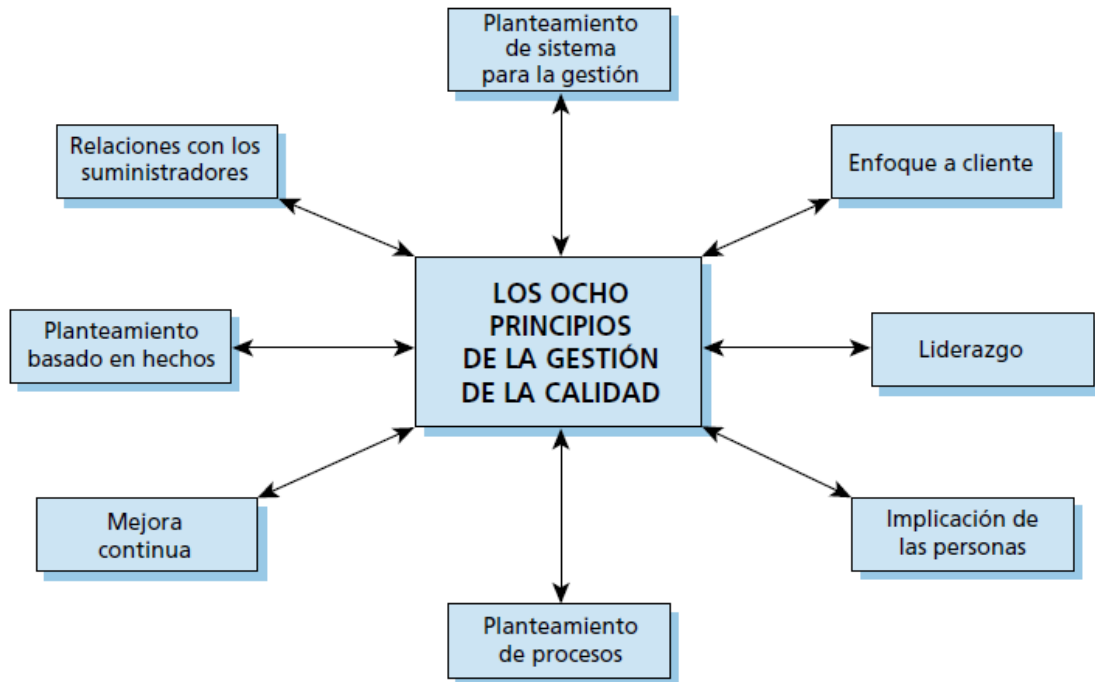 Planteamiento
de sistema
para la gestión
Relaciones con los
suministradores
Enfoque a cliente
LOS OCHO
PRINCIPIOS
DE LA GESTIÓN
DE LA CALIDAD
Planteamiento
basado en hechos
Liderazgo
Mejora
continua
Implicación de
las personas
Planteamiento
de procesos